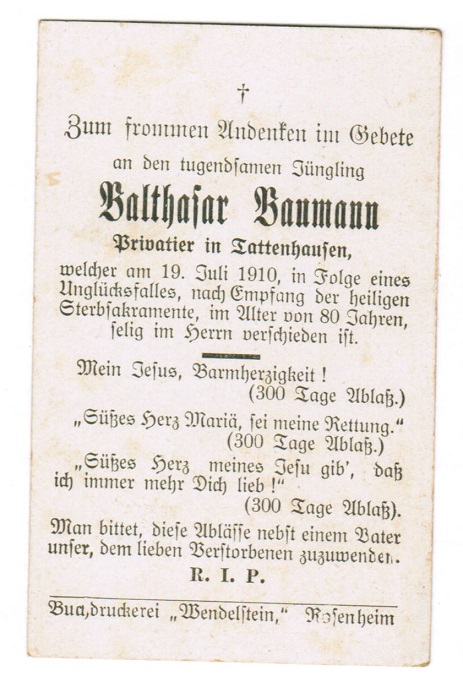 †
Zum frommen Andenken im Gebete
an den tugendsamen Jüngling
Balthasar Baumann
Privatier in Tattenhausen,
welcher am 19. Juli 1910, in Folge eines
Unglücksfalles, nach Empfang der heiligen
Sterbsakramente, im Alter von 80 Jahren,
selig im Herrn verschieden ist.
Mein Jesus, Barmherzigkeit!
(300 Tage Ablaß.)
„Süßes Herz Mariä, sei meine Rettung."
(300 Tage Ablaß.)
„Süßes Herz meines Jesu gib', daß
ich immer mehr Dich lieb!"
(300 Tage Ablaß).
Man bittet, diese Ablässe nebst einem Vater
unser, dem lieben Verstorbenen zuzuwenden.
R. I. P.
Buchdruckerei „Wendelstein," Rosenheim